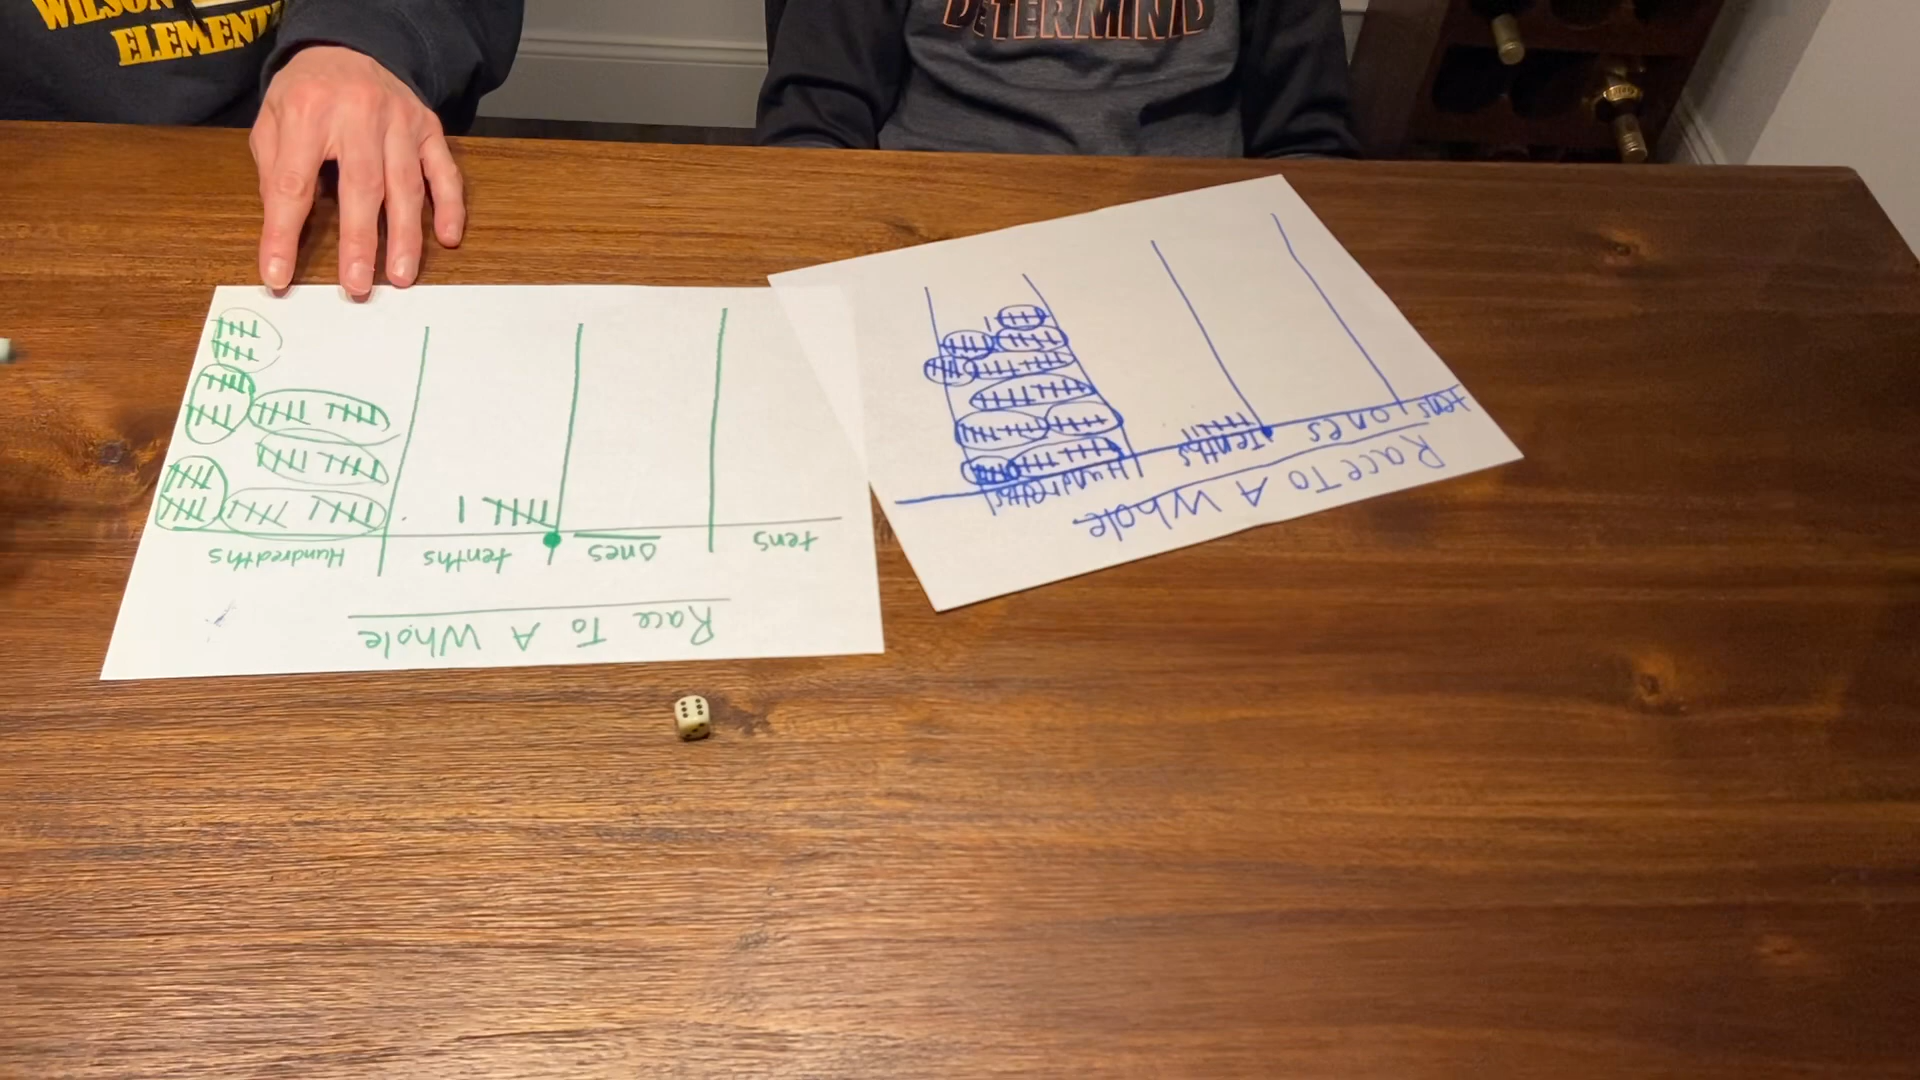 WILSON
ELEMENT
DETERMIND
Race To A Whole
tens ones tenths Hundredths
Race To A Whole
tens ones tenths Hundredths